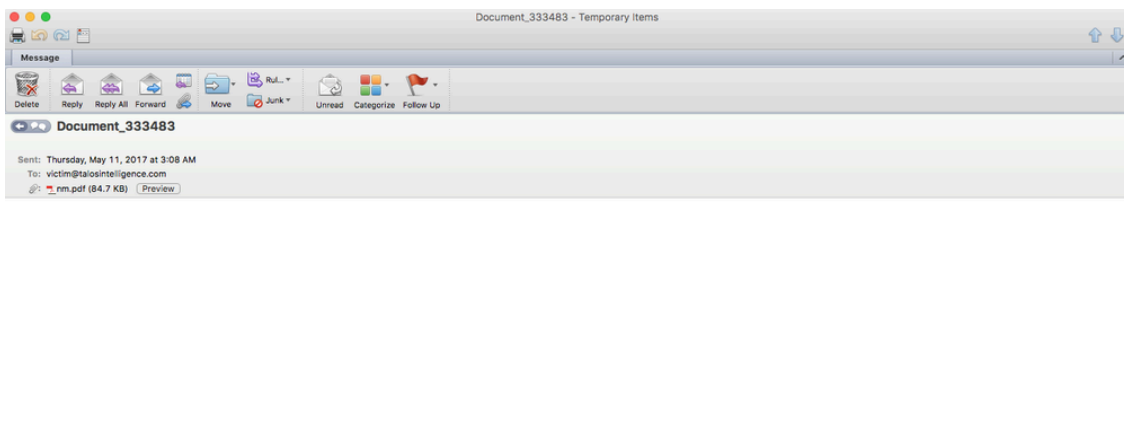 Document_333483 - Temporary Items
Message
Delete Reply Reply All Forward Move Rul... Junk Unread Categorize Follow Up
Document_333483
Sent: Thursday, May 11, 2017 at 3:08 AM
To: victim@talosintelligence.com
nm.pdf (84.7 KB) Preview